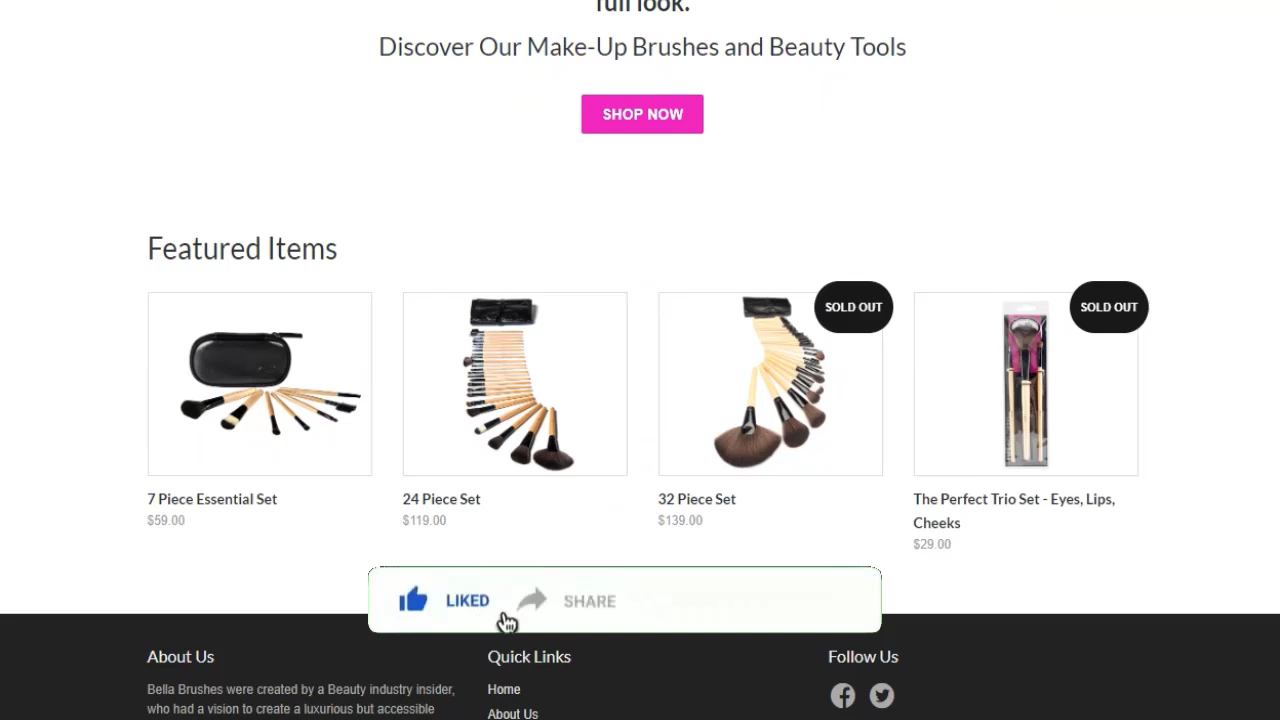 full look.
Discover Our Make-Up Brushes and Beauty Tools
SHOP NOW
Featured Items
SOLD OUT
SOLD OUT
7 Piece Essential Set
$59.00
24 Piece Set
$119.00
32 Piece Set
$139.00
The Perfect Trio Set - Eyes, Lips,
Cheeks
$29.00
LIKED
SHARE
About Us
Bella Brushes were created by a Beauty industry insider,
who had a vision to create a luxurious but accessible
Quick Links
Home
About Us
Follow Us